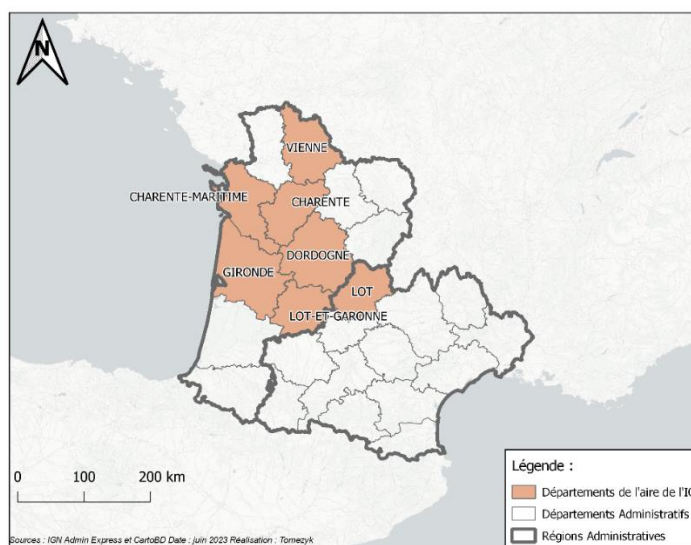 N
VIENNE
CHARENTE-MARITIME
CHARENTE
DORDOGNE
GIRONDE
LOT
LOT-ET-GARONNE
0 100 200 km
Légende :
Départements de l'aire de l'IG
Départements Administratifs
Régions Administratives
Sources : IGN Admin Express et CartoBD Date : juin 2023 Réalisation : Tomezyk